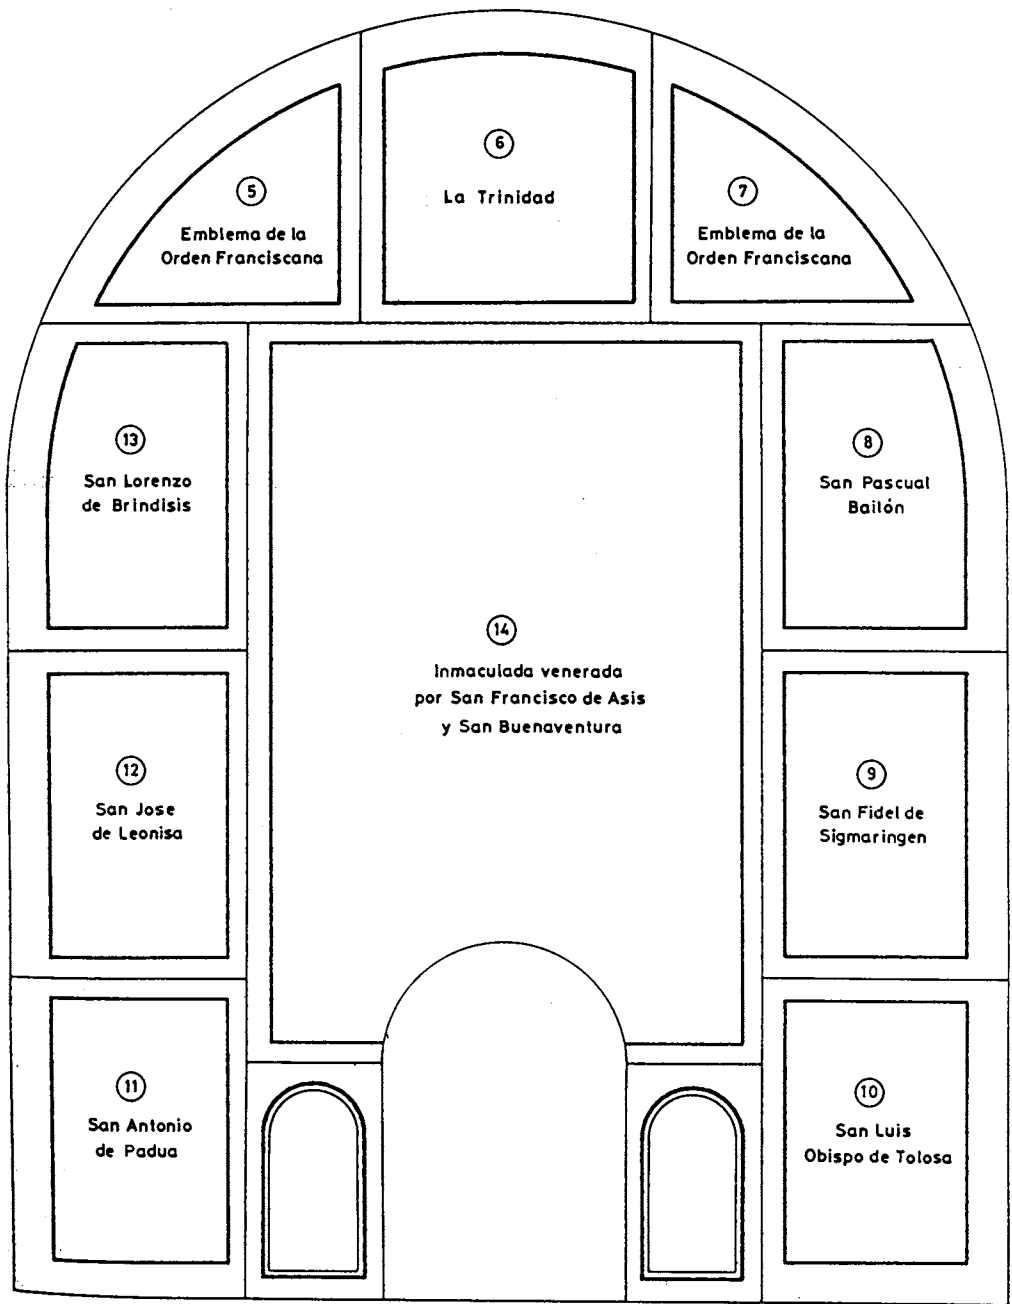 6
La Trinidad
5
Emblema de la
Orden Franciscana
7
Emblema de la
Orden Franciscana
13
San Lorenzo
de Brindisis
8
San Pascual
Bailón
14
Inmaculada venerada
por San Francisco de Asis
y San Buenaventura
12
San Jose
de Leonisa
9
San Fidel de
Sigmaringen
11
San Antonio
de Padua
10
San Luis
Obispo de Tolosa